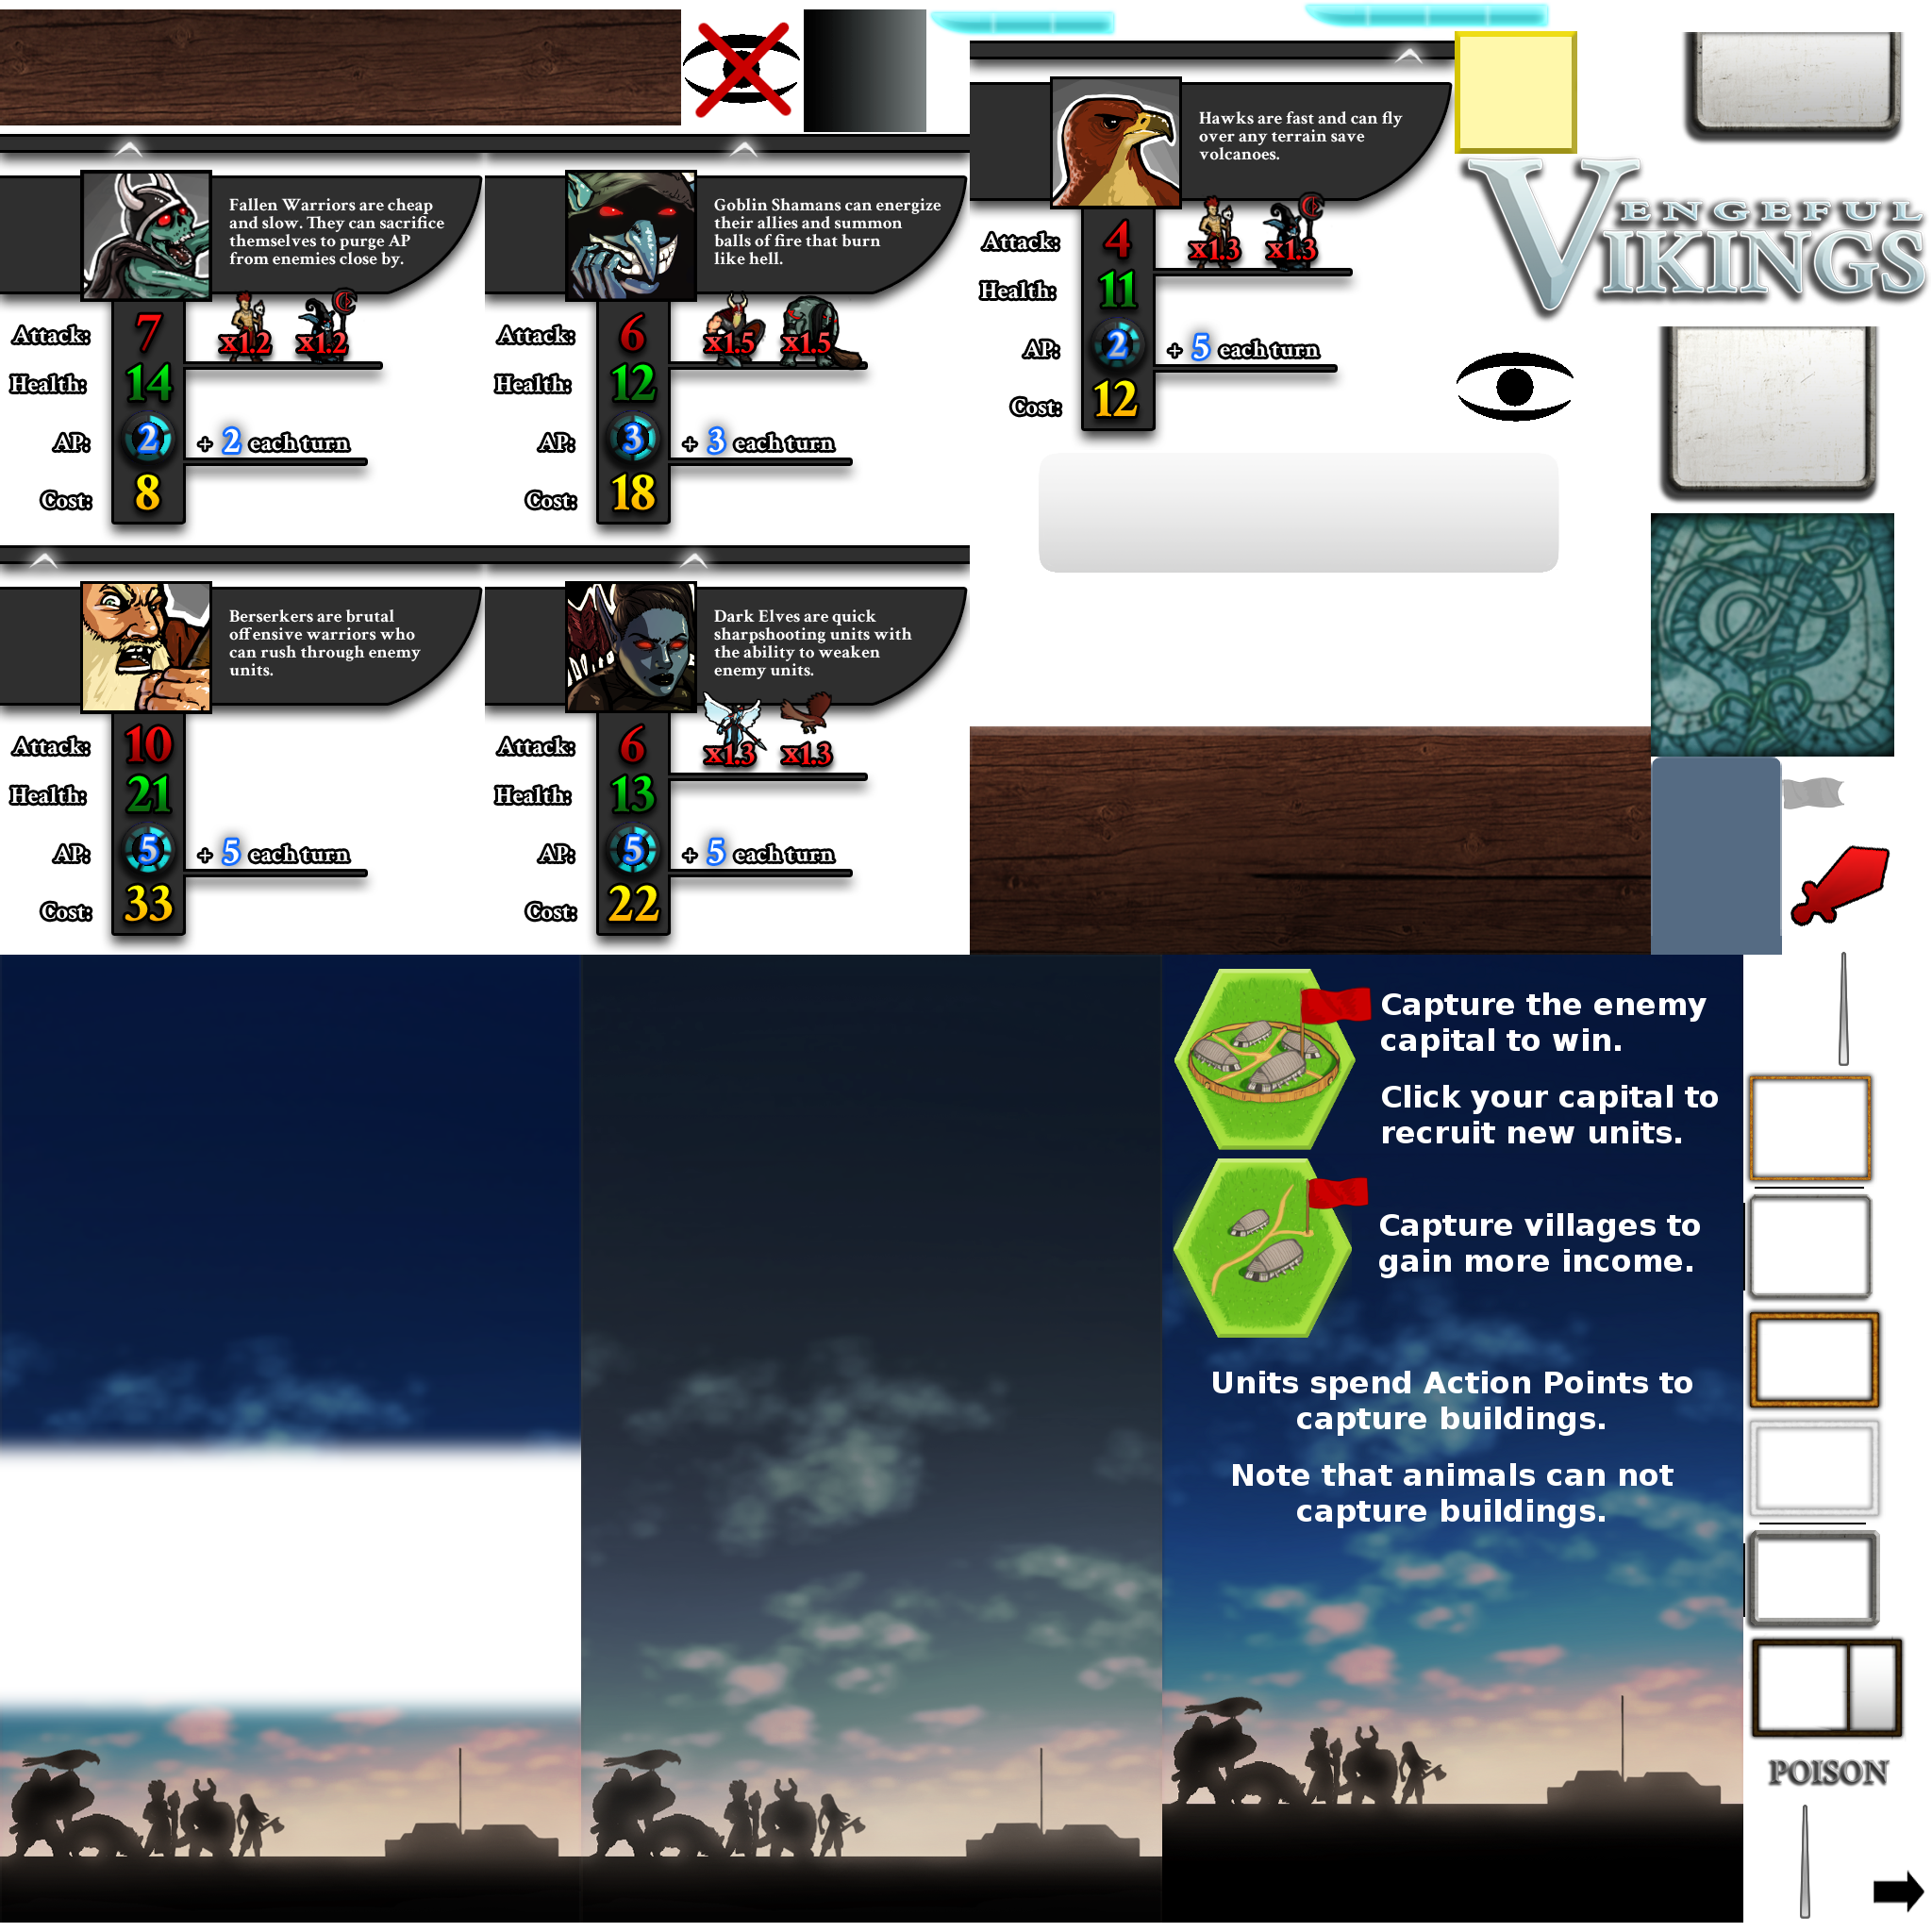 Fallen Warriors are cheap
and slow. They can sacrifice
themselves to purge AP
from enemies close by.
Attack: 7 x1.2 x1.2
Health: 14
AP: 2 + 2 each turn
Cost: 8
Goblin Shamans can energize
their allies and summon
balls of fire that burn
like hell.
Attack: 6 x1.5 x1.5
Health: 12
AP: 3 + 3 each turn
Cost: 18
Hawks are fast and can fly
over any terrain save
volcanoes.
Attack: 4 x1.3 x1.3
Health: 11
AP: 2 + 5 each turn
Cost: 12
VENGEFUL
VIKINGS
Berserkers are brutal
offensive warriors who
can rush through enemy
units.
Attack: 10
Health: 21
AP: 5 + 5 each turn
Cost: 33
Dark Elves are quick
sharpshooting units with
the ability to weaken
enemy units.
Attack: 6 x1.3 x1.3
Health: 13
AP: 5 + 5 each turn
Cost: 22
Capture the enemy
capital to win.
Click your capital to
recruit new units.
Capture villages to
gain more income.
Units spend Action Points to
capture buildings.
Note that animals can not
capture buildings.
POISON